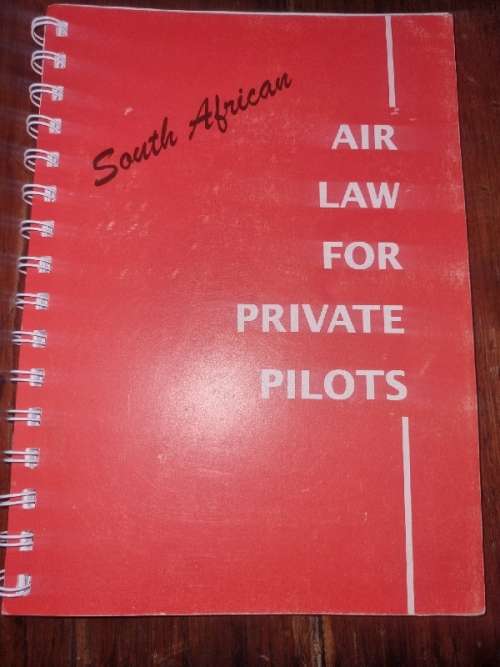 South African
AIR
LAW
FOR
PRIVATE
PILOTS